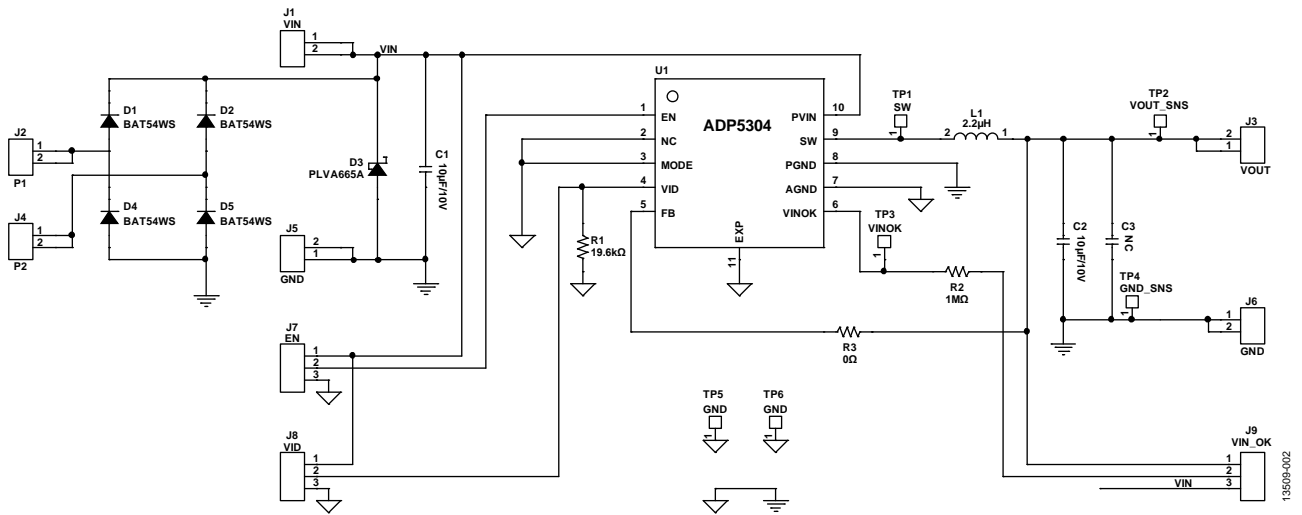 J1
VIN
1
2
VIN
D1
BAT54WS
D2
BAT54WS
J2
1
2
P1
D3
PLVA665A
C1
10µF/10V
J4
1
2
P2
D4
BAT54WS
D5
BAT54WS
J5
2
1
GND
R1
19.6kΩ
U1
ADP5304
1 EN
2 NC
3 MODE
4 VID
5 FB
PVIN 10
SW 9
PGND 8
AGND 7
VINOK 6
EXP
11
TP1
SW
1
L1
2.2µH
2
1
TP2
VOUT_SNS
1
J3
2
1
VOUT
TP3
VINOK
1
R2
1MΩ
C2
10µF/10V
C3
NC
TP4
GND_SNS
1
J6
1
2
GND
R3
0Ω
J7
EN
1
2
3
TP5
GND
1
TP6
GND
1
J8
VID
1
2
3
J9
VIN_OK
1
2
3
VIN
13509-002